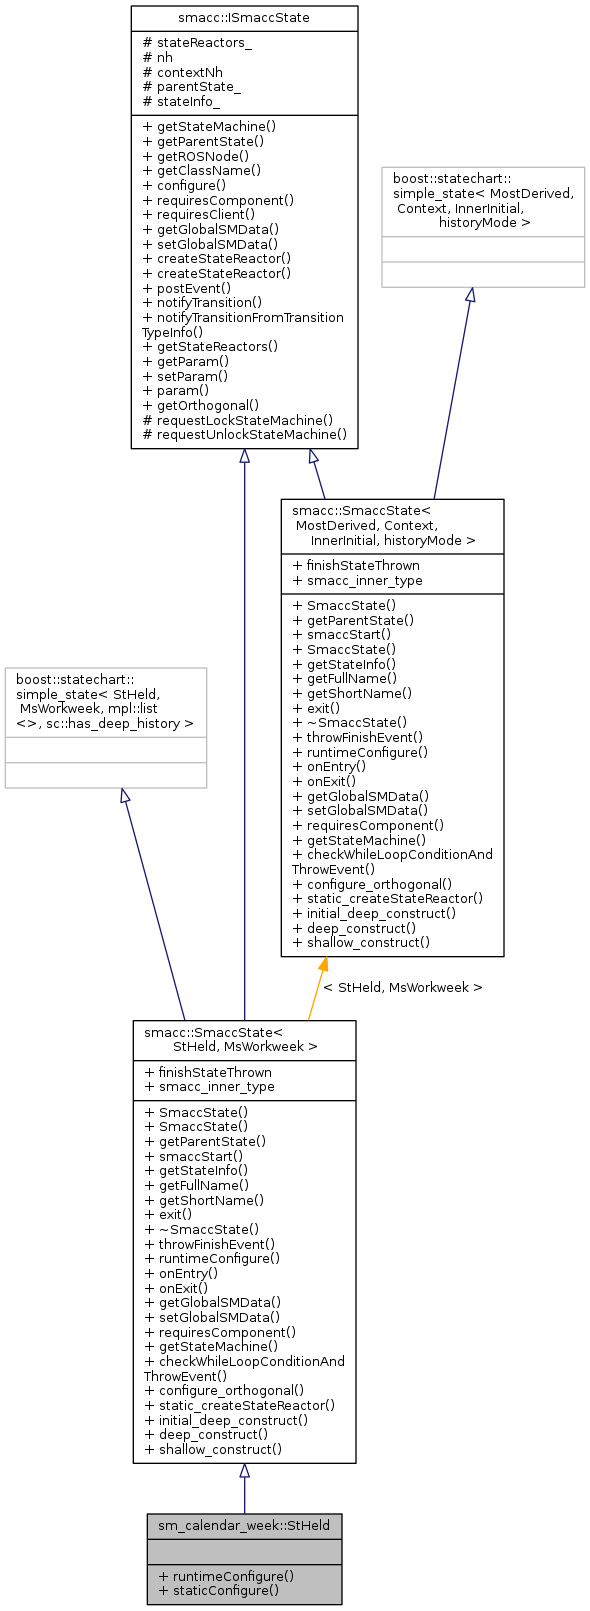 smacc::ISmaccState
# stateReactors_
# nh
# contextNh
# parentState_
# stateInfo_
+ getStateMachine()
+ getParentState()
+ getROSNode()
+ getClassName()
+ configure()
+ requiresComponent()
+ requiresClient()
+ getGlobalSMData()
+ setGlobalSMData()
+ createStateReactor()
+ createStateReactor()
+ postEvent()
+ notifyTransition()
+ notifyTransitionFromTransition
TypeInfo()
+ getStateReactors()
+ getParam()
+ setParam()
+ param()
+ getOrthogonal()
# requestLockStateMachine()
# requestUnlockStateMachine()
boost::statechart::
simple_state< MostDerived,
Context, InnerInitial,
historyMode >
smacc::SmaccState<
MostDerived, Context,
InnerInitial, historyMode >
+ finishStateThrown
+ smacc_inner_type
+ SmaccState()
+ getParentState()
+ smaccStart()
+ SmaccState()
+ getStateInfo()
+ getFullName()
+ getShortName()
+ exit()
+ ~SmaccState()
+ throwFinishEvent()
+ runtimeConfigure()
+ onEntry()
+ onExit()
+ getGlobalSMData()
+ setGlobalSMData()
+ requiresComponent()
+ getStateMachine()
+ checkWhileLoopConditionAnd
ThrowEvent()
+ configure_orthogonal()
+ static_createStateReactor()
+ initial_deep_construct()
+ deep_construct()
+ shallow_construct()
boost::statechart::
simple_state< StHeld,
MsWorkweek, mpl::list
<>, sc::has_deep_history >
< StHeld, MsWorkweek >
smacc::SmaccState<
StHeld, MsWorkweek >
+ finishStateThrown
+ smacc_inner_type
+ SmaccState()
+ SmaccState()
+ getParentState()
+ smaccStart()
+ getStateInfo()
+ getFullName()
+ getShortName()
+ exit()
+ ~SmaccState()
+ throwFinishEvent()
+ runtimeConfigure()
+ onEntry()
+ onExit()
+ getGlobalSMData()
+ setGlobalSMData()
+ requiresComponent()
+ getStateMachine()
+ checkWhileLoopConditionAnd
ThrowEvent()
+ configure_orthogonal()
+ static_createStateReactor()
+ initial_deep_construct()
+ deep_construct()
+ shallow_construct()
sm_calendar_week::StHeld
+ runtimeConfigure()
+ staticConfigure()